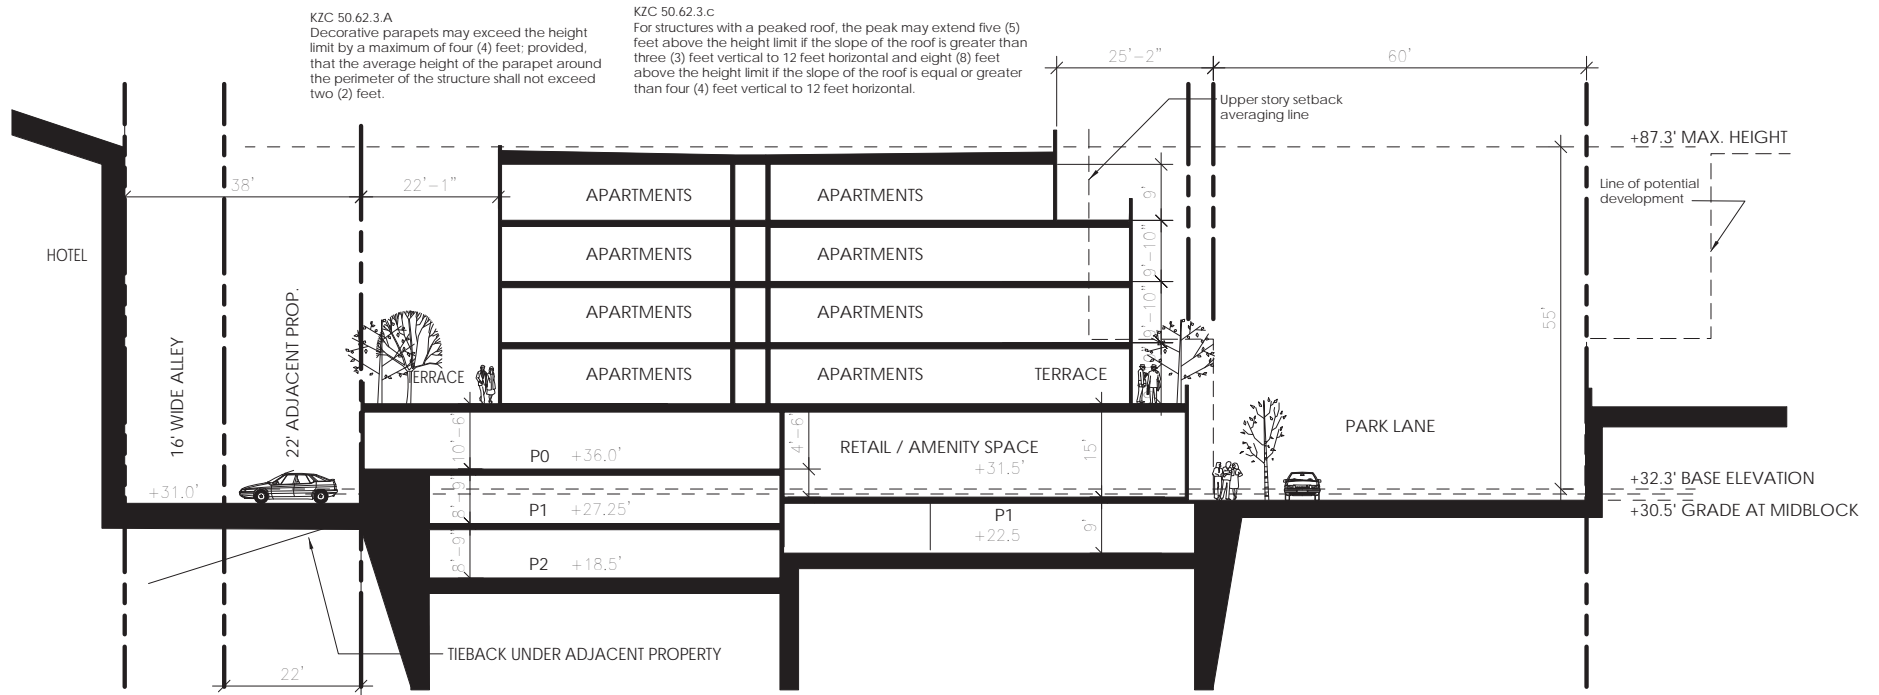 KZC 50.62.3.A
Decorative parapets may exceed the height
limit by a maximum of four (4) feet; provided,
that the average height of the parapet around
the perimeter of the structure shall not exceed
two (2) feet.
KZC 50.62.3.c
For structures with a peaked roof, the peak may extend five (5)
feet above the height limit if the slope of the roof is greater than
three (3) feet vertical to 12 feet horizontal and eight (8) feet
above the height limit if the slope of the roof is equal or greater
than four (4) feet vertical to 12 feet horizontal.
25'-2"
60'
Upper story setback
averaging line
+87.3' MAX. HEIGHT
38'
22'-1"
APARTMENTS
APARTMENTS
9'
Line of potential
development
HOTEL
APARTMENTS
APARTMENTS
9'-10"
APARTMENTS
APARTMENTS
9'-10"
55'
16' WIDE ALLEY
22' ADJACENT PROP.
TERRACE
APARTMENTS
APARTMENTS
TERRACE
10'-6"
P0 +36.0'
4'-6"
RETAIL / AMENITY SPACE
+31.5'
15'
PARK LANE
+31.0'
+32.3' BASE ELEVATION
+30.5' GRADE AT MIDBLOCK
8'-9"
P1 +27.25'
P1
+22.5
9'
8'-9"
P2 +18.5'
TIEBACK UNDER ADJACENT PROPERTY
22'